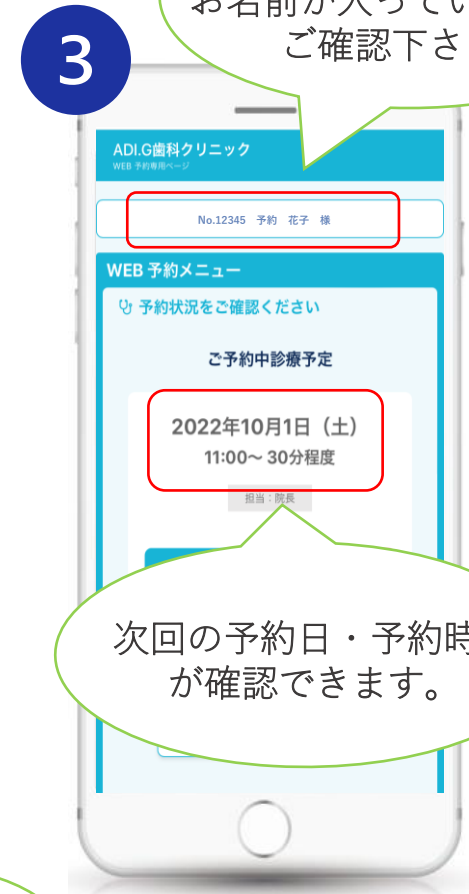 3
お名前が入ってい
ご確認下さ
ADI.G歯科クリニック
WEB 予約専用ページ
No.12345 予約 花子 様
WEB 予約メニュー
予約状況をご確認ください
ご予約中診療予定
2022年10月1日（土）
11:00〜 30分程度
担当：院長
次回の予約日・予約時
が確認できます。